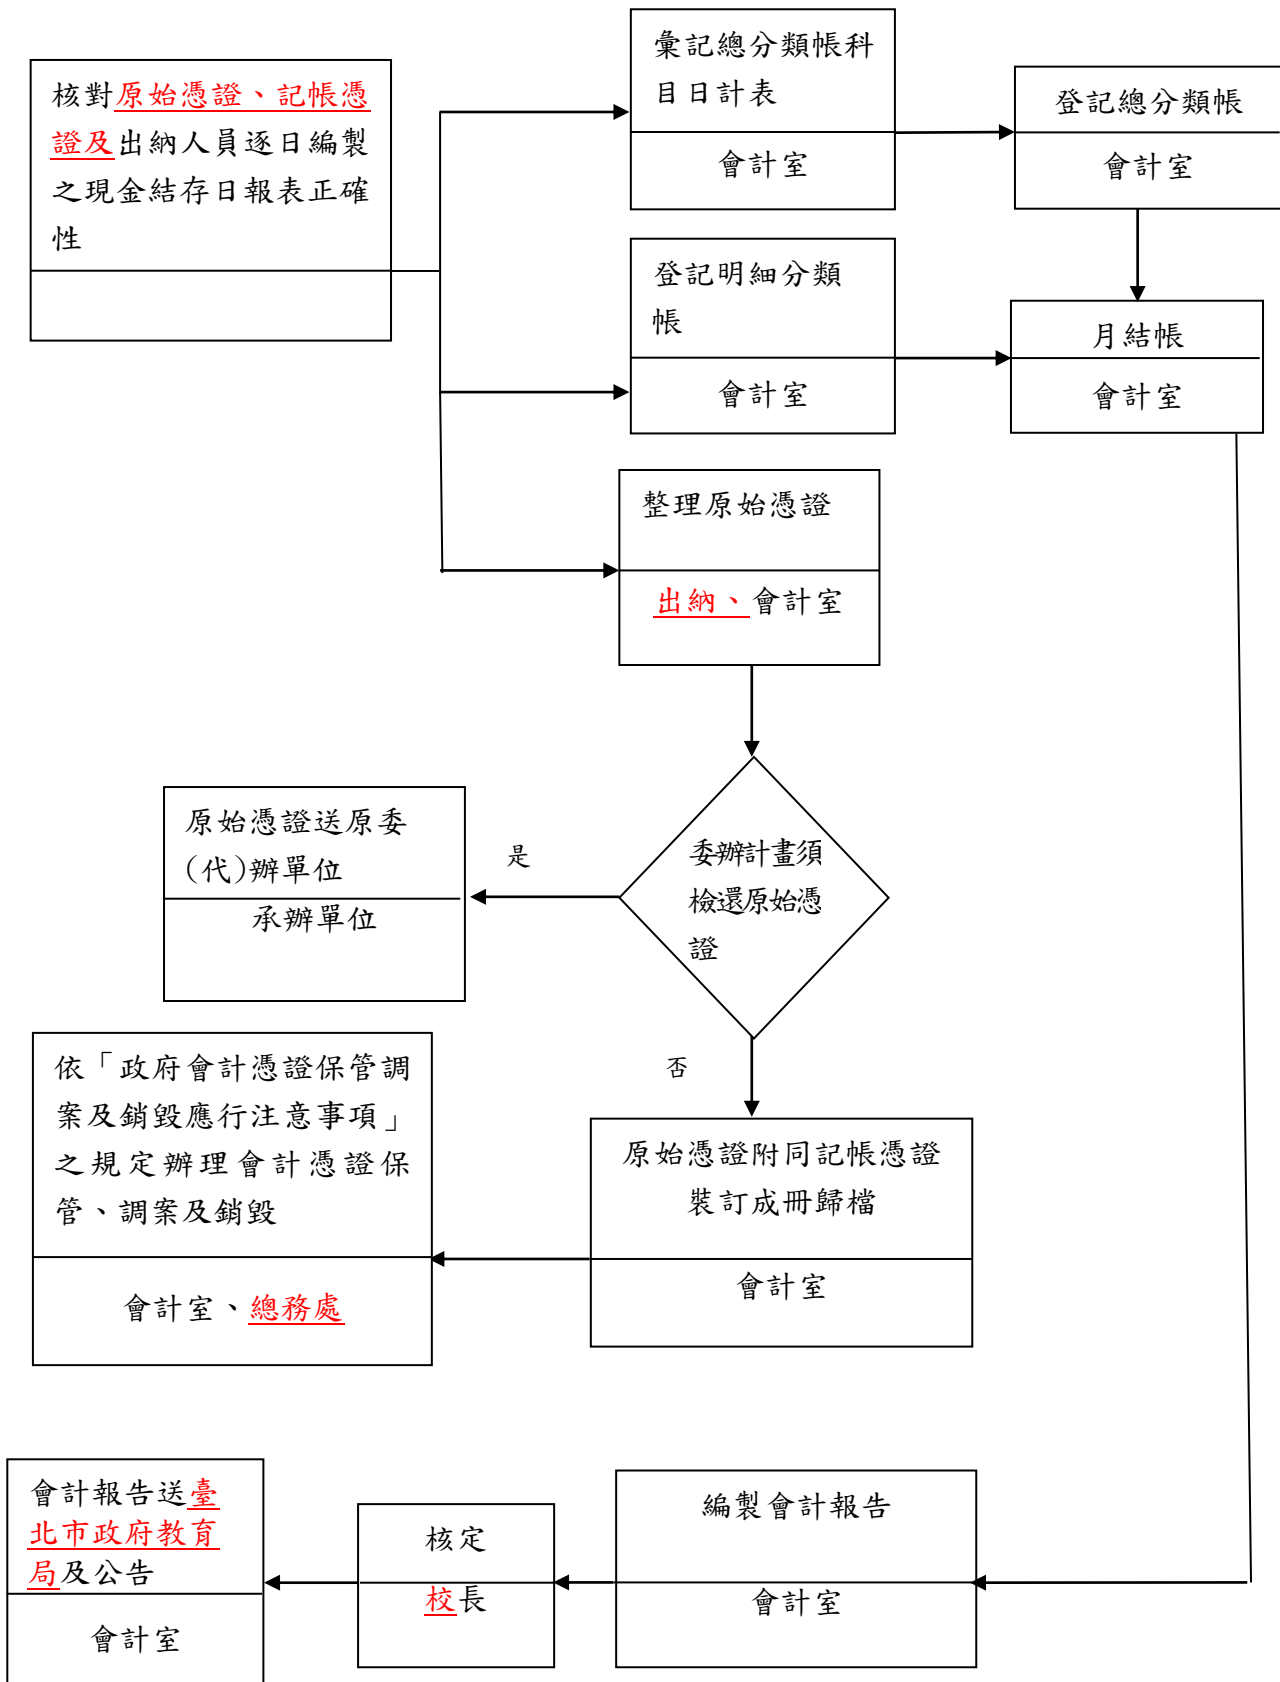 核對原始憑證、記帳憑
證及出納人員逐日編製
之現金結存日報表正確
性
彙記總分類帳科
目日計表
會計室
登記總分類帳
會計室
登記明細分類
帳
會計室
月結帳
會計室
整理原始憑證
出納、會計室
委辦計畫須
檢還原始憑
證
是
原始憑證送原委
(代)辦單位
承辦單位
否
原始憑證附同記帳憑證
裝訂成冊歸檔
會計室
依「政府會計憑證保管調
案及銷毀應行注意事項」
之規定辦理會計憑證保
管、調案及銷毀
會計室、總務處
編製會計報告
會計室
核定
校長
會計報告送臺
北市政府教育
局及公告
會計室